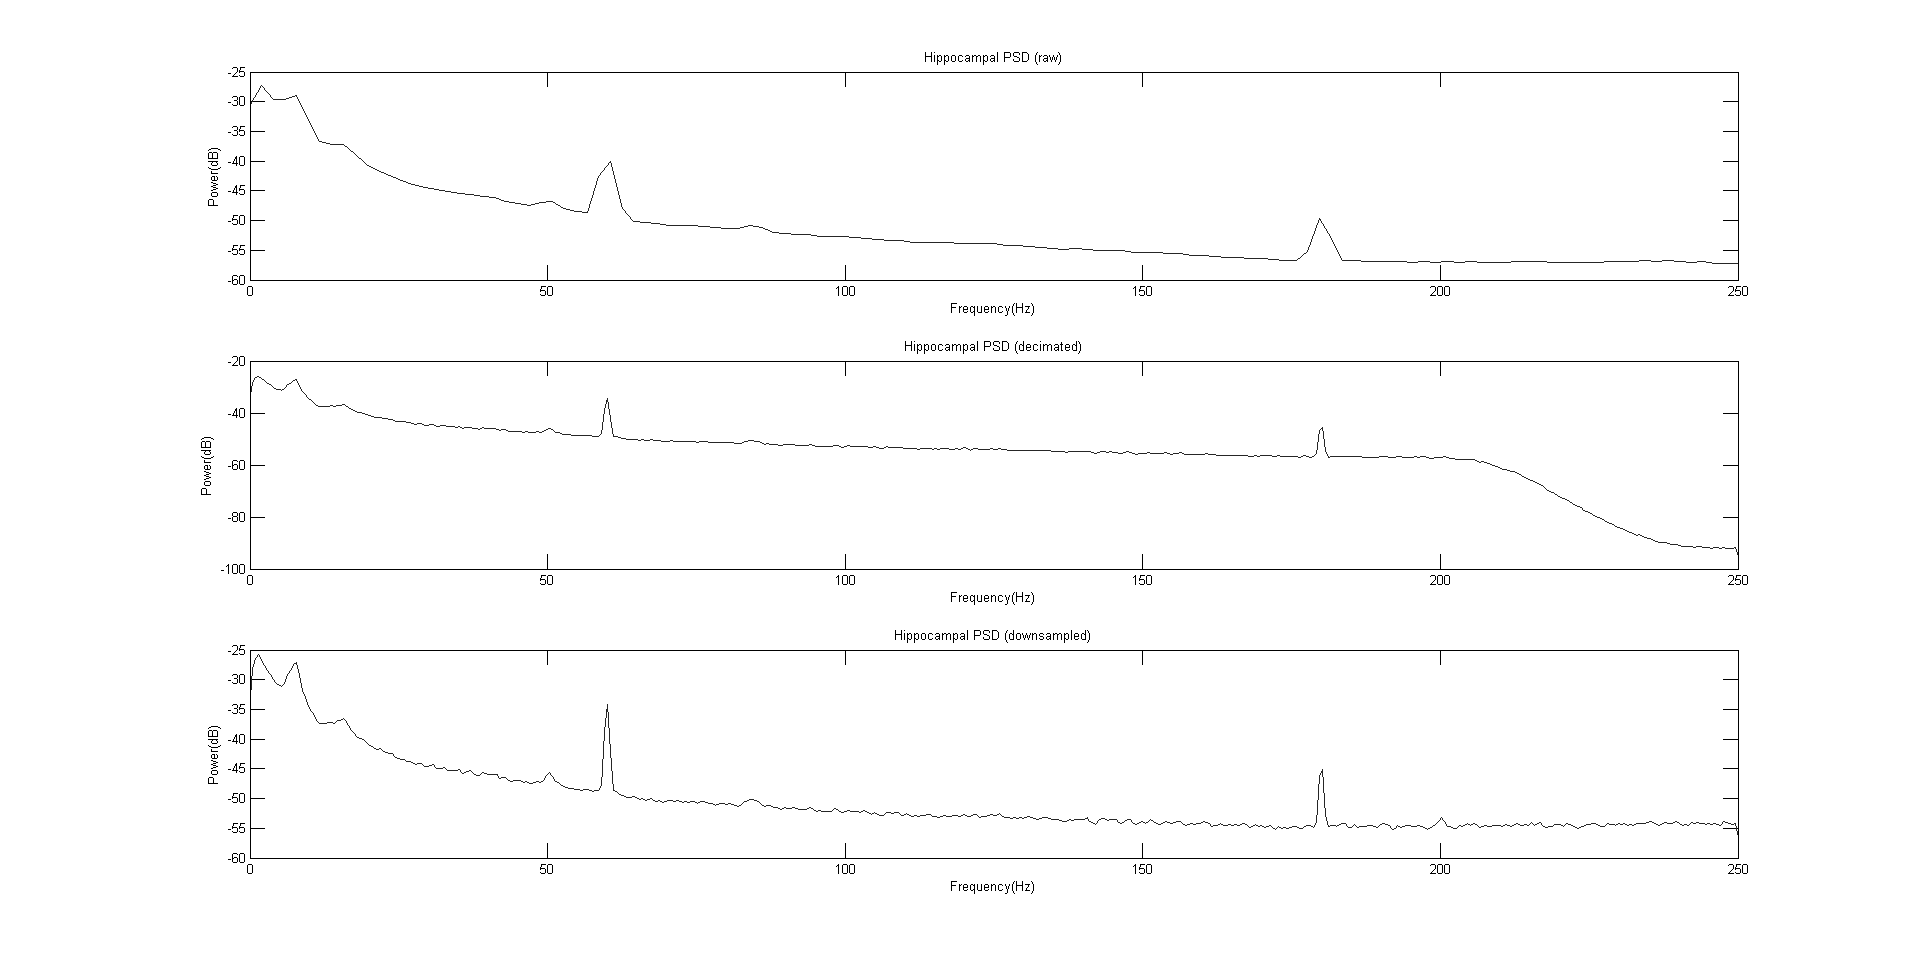 Hippocampal PSD (raw)
-25
-30
-35
-40
-45
-50
-55
-60
Power(dB)
0 50 100 150 200 250
Frequency(Hz)
Hippocampal PSD (decimated)
-20
-40
-60
-80
-100
Power(dB)
0 50 100 150 200 250
Frequency(Hz)
Hippocampal PSD (downsampled)
-25
-30
-35
-40
-45
-50
-55
-60
Power(dB)
0 50 100 150 200 250
Frequency(Hz)